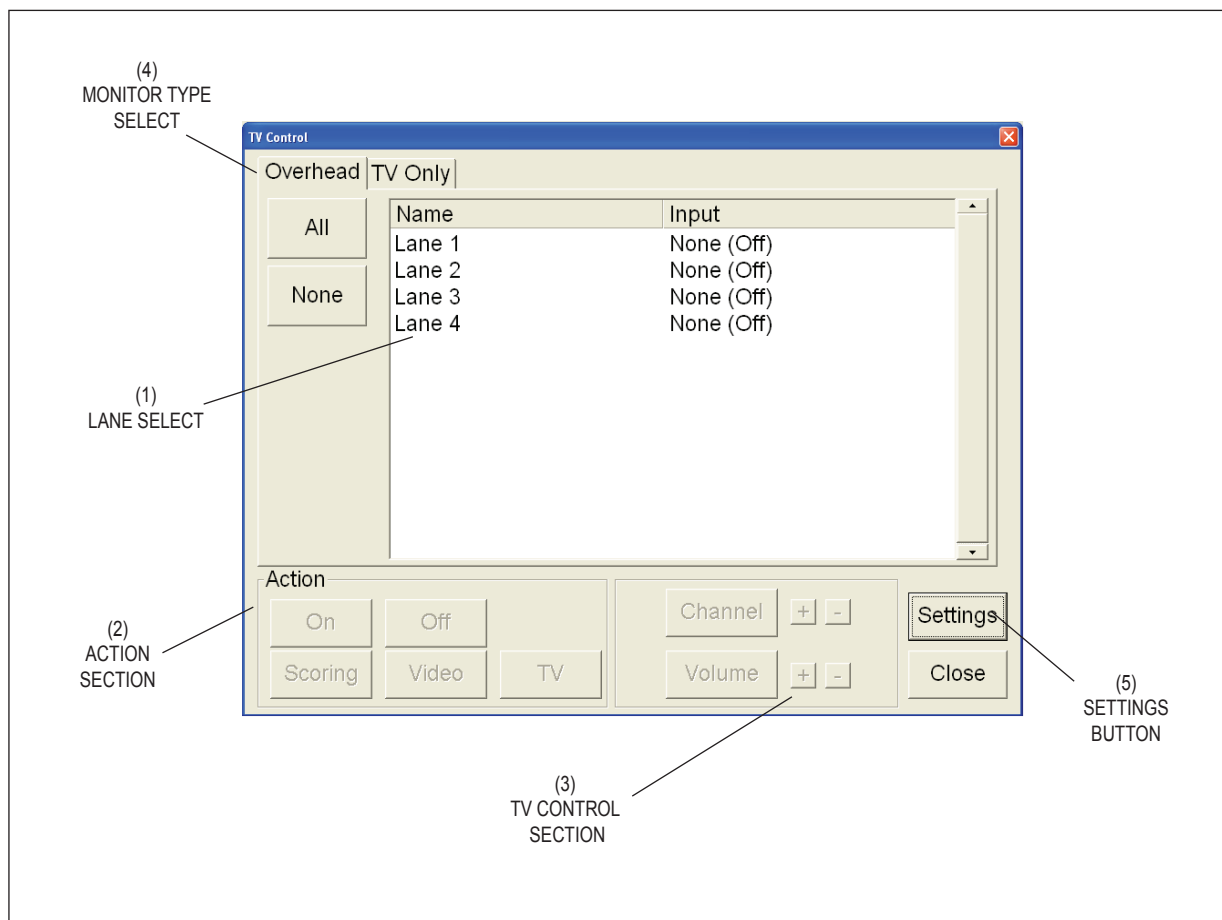 (4)
MONITOR TYPE
SELECT
TV Control
Overhead TV Only
All
None
Name Input
Lane 1 None (Off)
Lane 2 None (Off)
Lane 3 None (Off)
Lane 4 None (Off)
(1)
LANE SELECT
Action
On Off
Scoring Video TV
Channel + -
Volume + -
Settings
Close
(2)
ACTION
SECTION
(5)
SETTINGS
BUTTON
(3)
TV CONTROL
SECTION